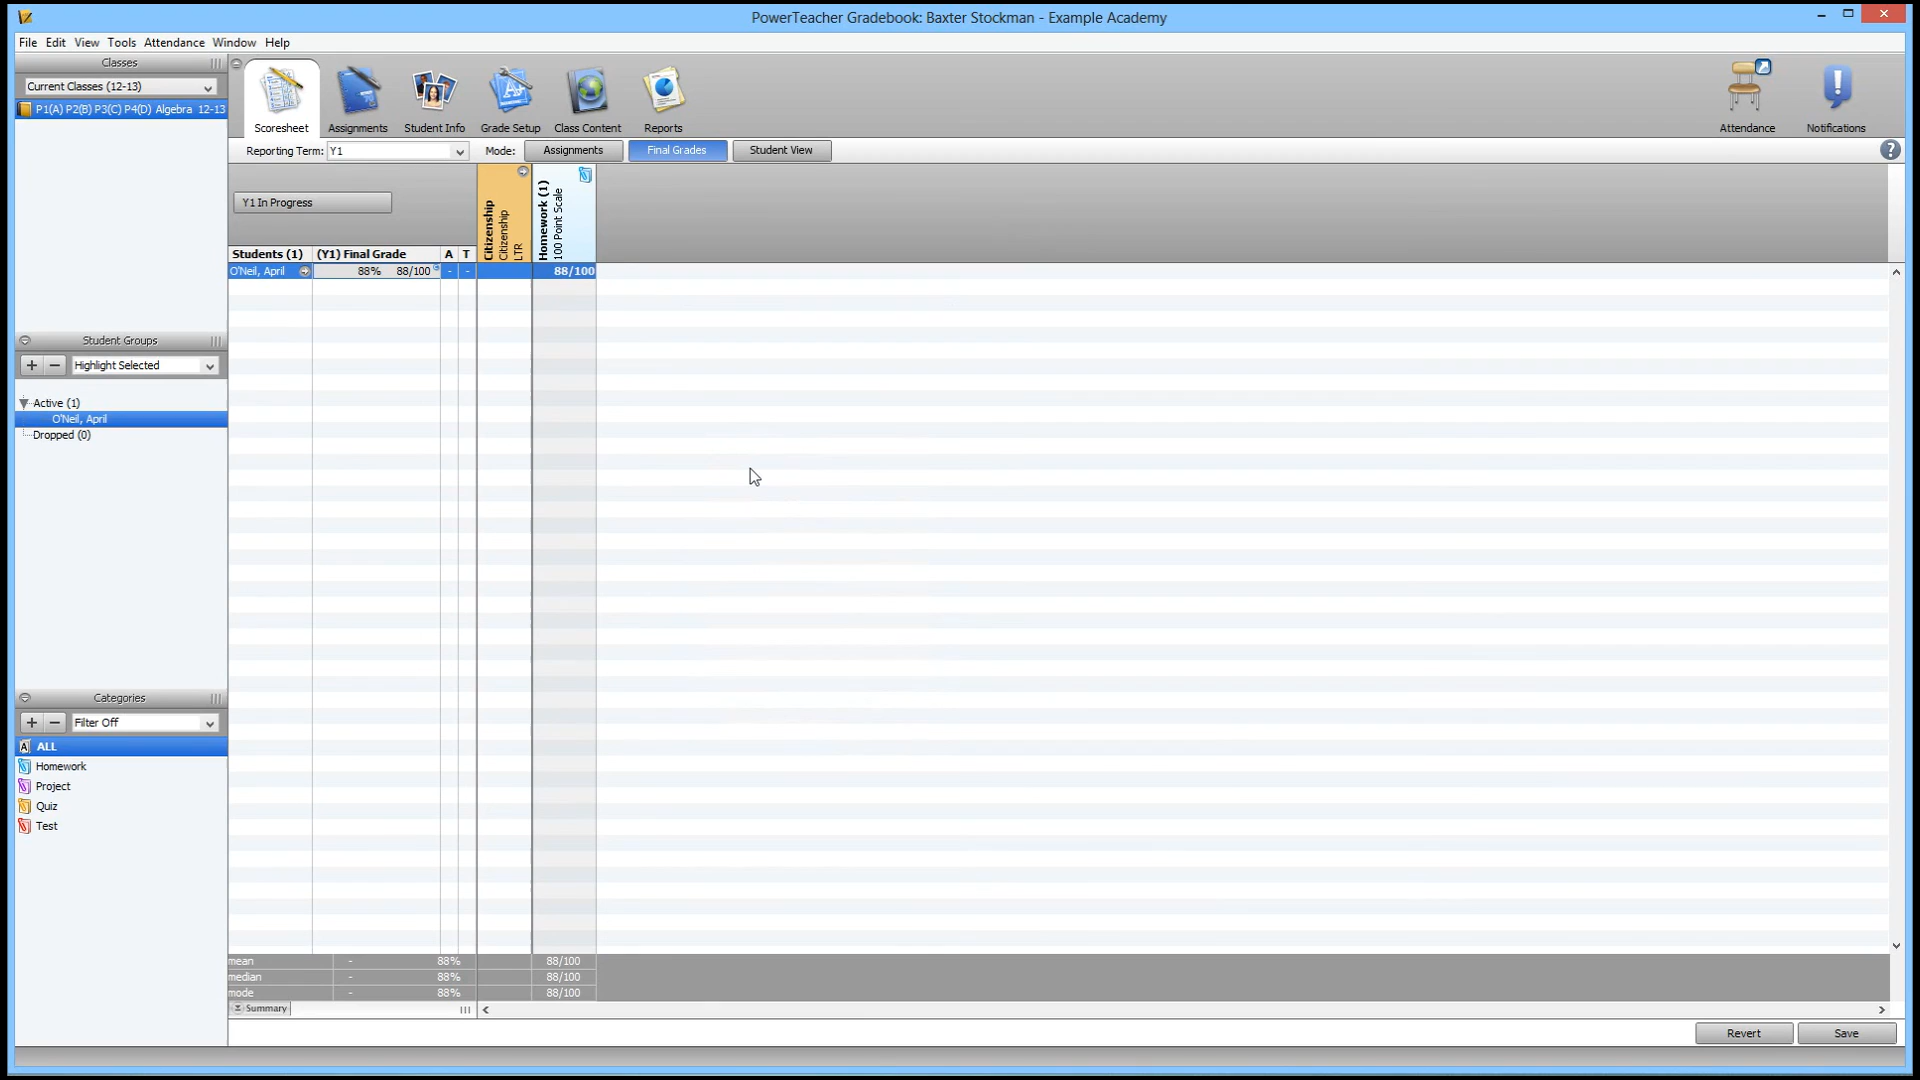 PowerTeacher Gradebook: Baxter Stockman - Example Academy
File Edit View Tools Attendance Window Help
Classes
Current Classes (12-13)
P1(A) P2(B) P3(C) P4(D) Algebra 12-13
Scoresheet Assignments Student Info Grade Setup Class Content Reports Attendance Notifications
Reporting Term: Y1 Mode: Assignments Final Grades Student View
Y1 In Progress
Citizenship
Citizenship
LTR
Homework (1)
100 Point Scale
Students (1) (Y1) Final Grade A T
O'Neil, April 88% 88/100 - - 88/100
Student Groups
+ − Highlight Selected
Active (1)
O'Neil, April
Dropped (0)
Categories
+ − Filter Off
ALL
Homework
Project
Quiz
Test
mean - 88% 88/100
median - 88% 88/100
mode - 88% 88/100
Summary
Revert Save